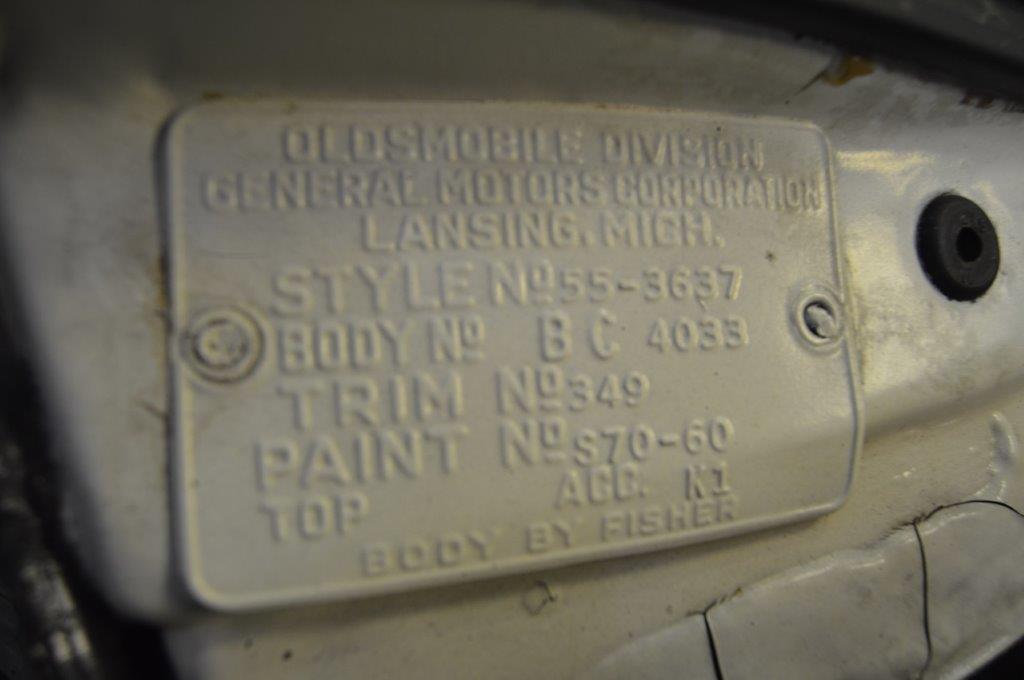 OLDSMOBILE DIVISION
GENERAL MOTORS CORPORATION
LANSING, MICH.
STYLE Nº 55-3637
BODY Nº BC 4033
TRIM Nº 349
PAINT Nº S70-60
TOP ACC. K1
BODY BY FISHER